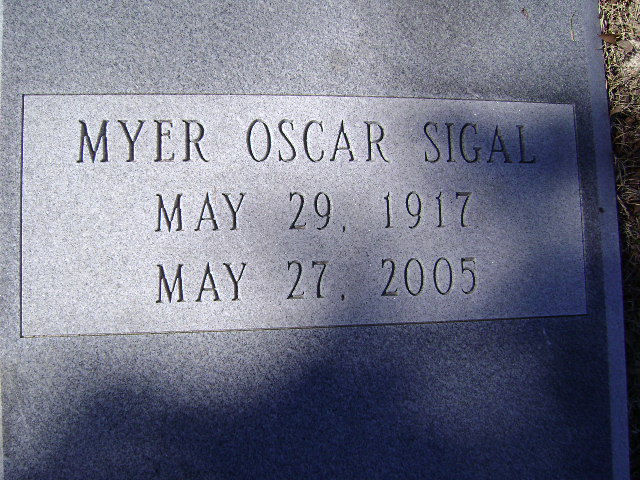 MYER OSCAR SIGAL
MAY 29, 1917
MAY 27, 2005